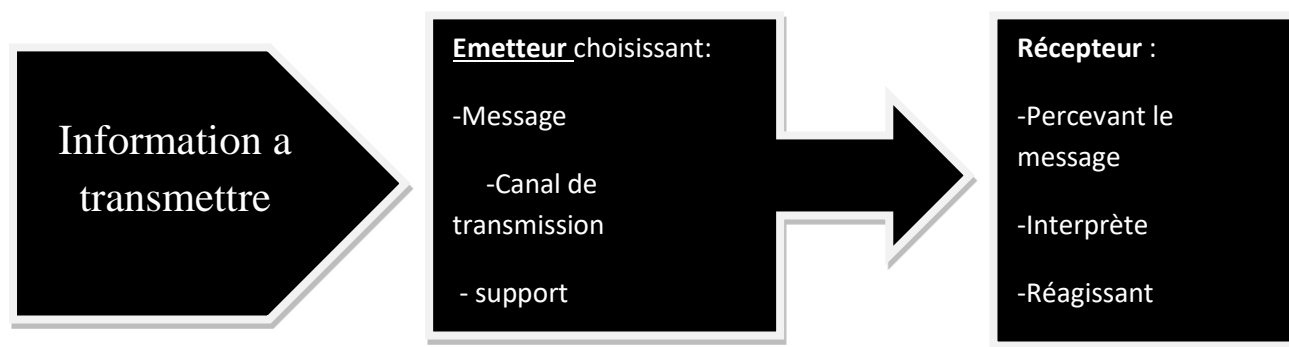 Information a
transmettre
Emetteur choisissant:
-Message
-Canal de
transmission
- support
Récepteur :
-Percevant le
message
-Interprète
-Réagissant